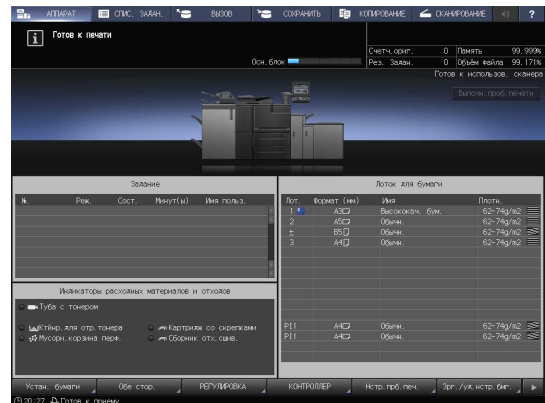 АППАРАТ СПИС. ЗАДАН. ВЫЗОВ СОХРАНИТЬ КОПИРОВАНИЕ СКАНИРОВАНИЕ ?
Готов к печати
Осн.блок
Счетч.ориг. 0 Память 99.999%
Рез. Задан. 0 Объём файла 99.171%
Готов к использов. сканера
Выполн.проб.печати
Задание
№. Реж. Сост. Минут(ы) Имя польз.
Лоток для бумаги
Лот. Формат (мм) Имя Плотн.
1 A3 Высококач. бум. 62-74g/m2
2 A5 Обычн. 62-74g/m2
B5 Обычн. 62-74g/m2
3 A4 Обычн. 62-74g/m2
PI1 A4 Обычн. 62-74g/m2
PI1 A4 Обычн. 62-74g/m2
Индикаторы расходных материалов и отходов
Туба с тонером
Ктйнр. для отр. тонера Картридж со скрепками
Мусорн. корзина перф. Сборник отх. сшив.
Устан. бумаги Обе стор. РЕГУЛИРОВКА КОНТРОЛЛЕР Нстр. прб. печ. Згр./уд. нстр. бмг.
20:27 Готов к приему